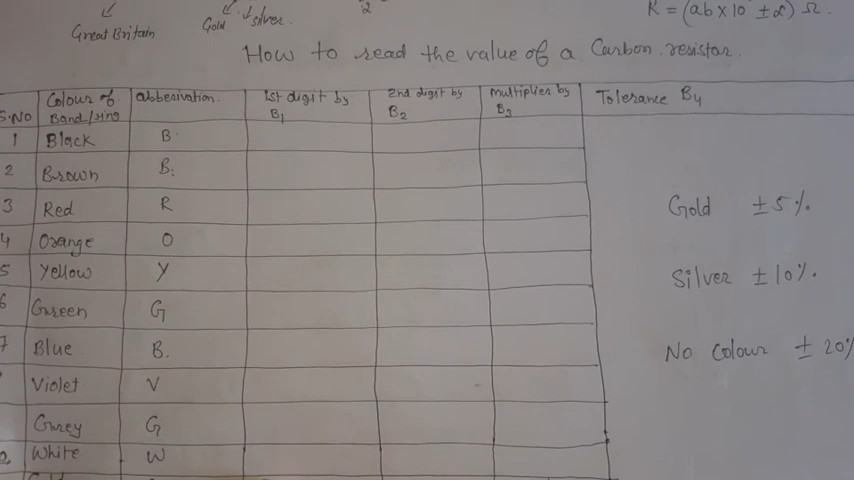 R = (ab x 10 ± α) Ω.
Great Britain
Gold silver.
2
How to read the value of a Carbon resistor.
S.No Colour of Band/ring abberivation. 1st digit by B1 2nd digit by B2 multiplier by B3 Tolerance B4
1 Black B
2 Brown B.
3 Red R
4 Orange O
5 Yellow Y
6 Green G
7 Blue B.
Violet V
Grey G
White W
Gold ±5%.
Silver ±10%.
No Colour ±20%